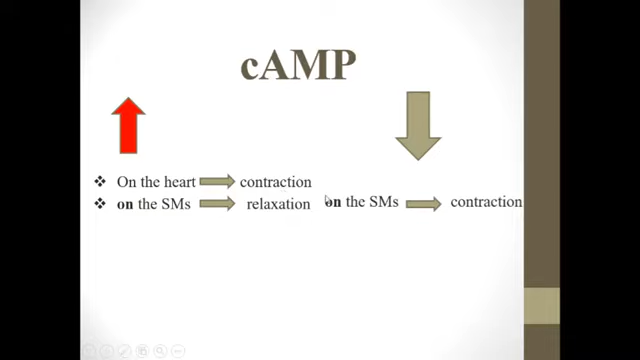 cAMP
On the heart contraction
on the SMs relaxation on the SMs contraction